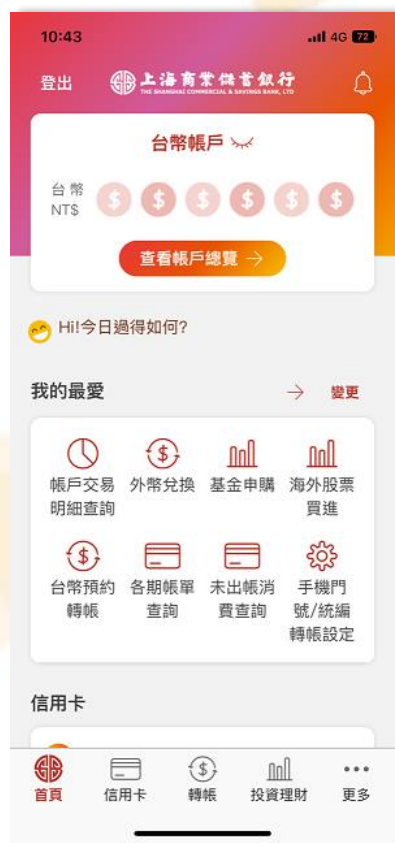 10:43
4G 72
登出
上海商業儲蓄銀行
THE SHANGHAI COMMERCIAL & SAVINGS BANK, LTD
台幣帳戶
台幣
NT$
$ $ $ $ $ $
查看帳戶總覽 →
Hi!今日過得如何?
我的最愛
→ 變更
帳戶交易
明細查詢
外幣兌換
基金申購
海外股票
買進
台幣預約
轉帳
各期帳單
查詢
未出帳消
費查詢
手機門
號/統編
轉帳設定
信用卡
首頁
信用卡
轉帳
投資理財
更多